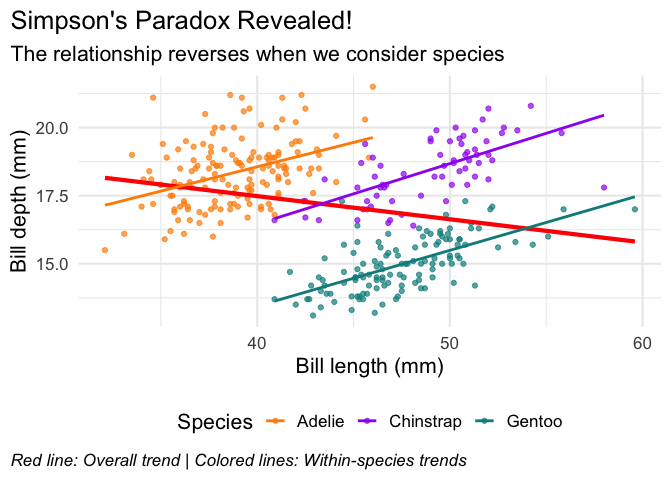 Simpson's Paradox Revealed!
The relationship reverses when we consider species
Bill depth (mm)
20.0
17.5
15.0
40
50
60
Bill length (mm)
Species Adelie Chinstrap Gentoo
Red line: Overall trend | Colored lines: Within-species trends